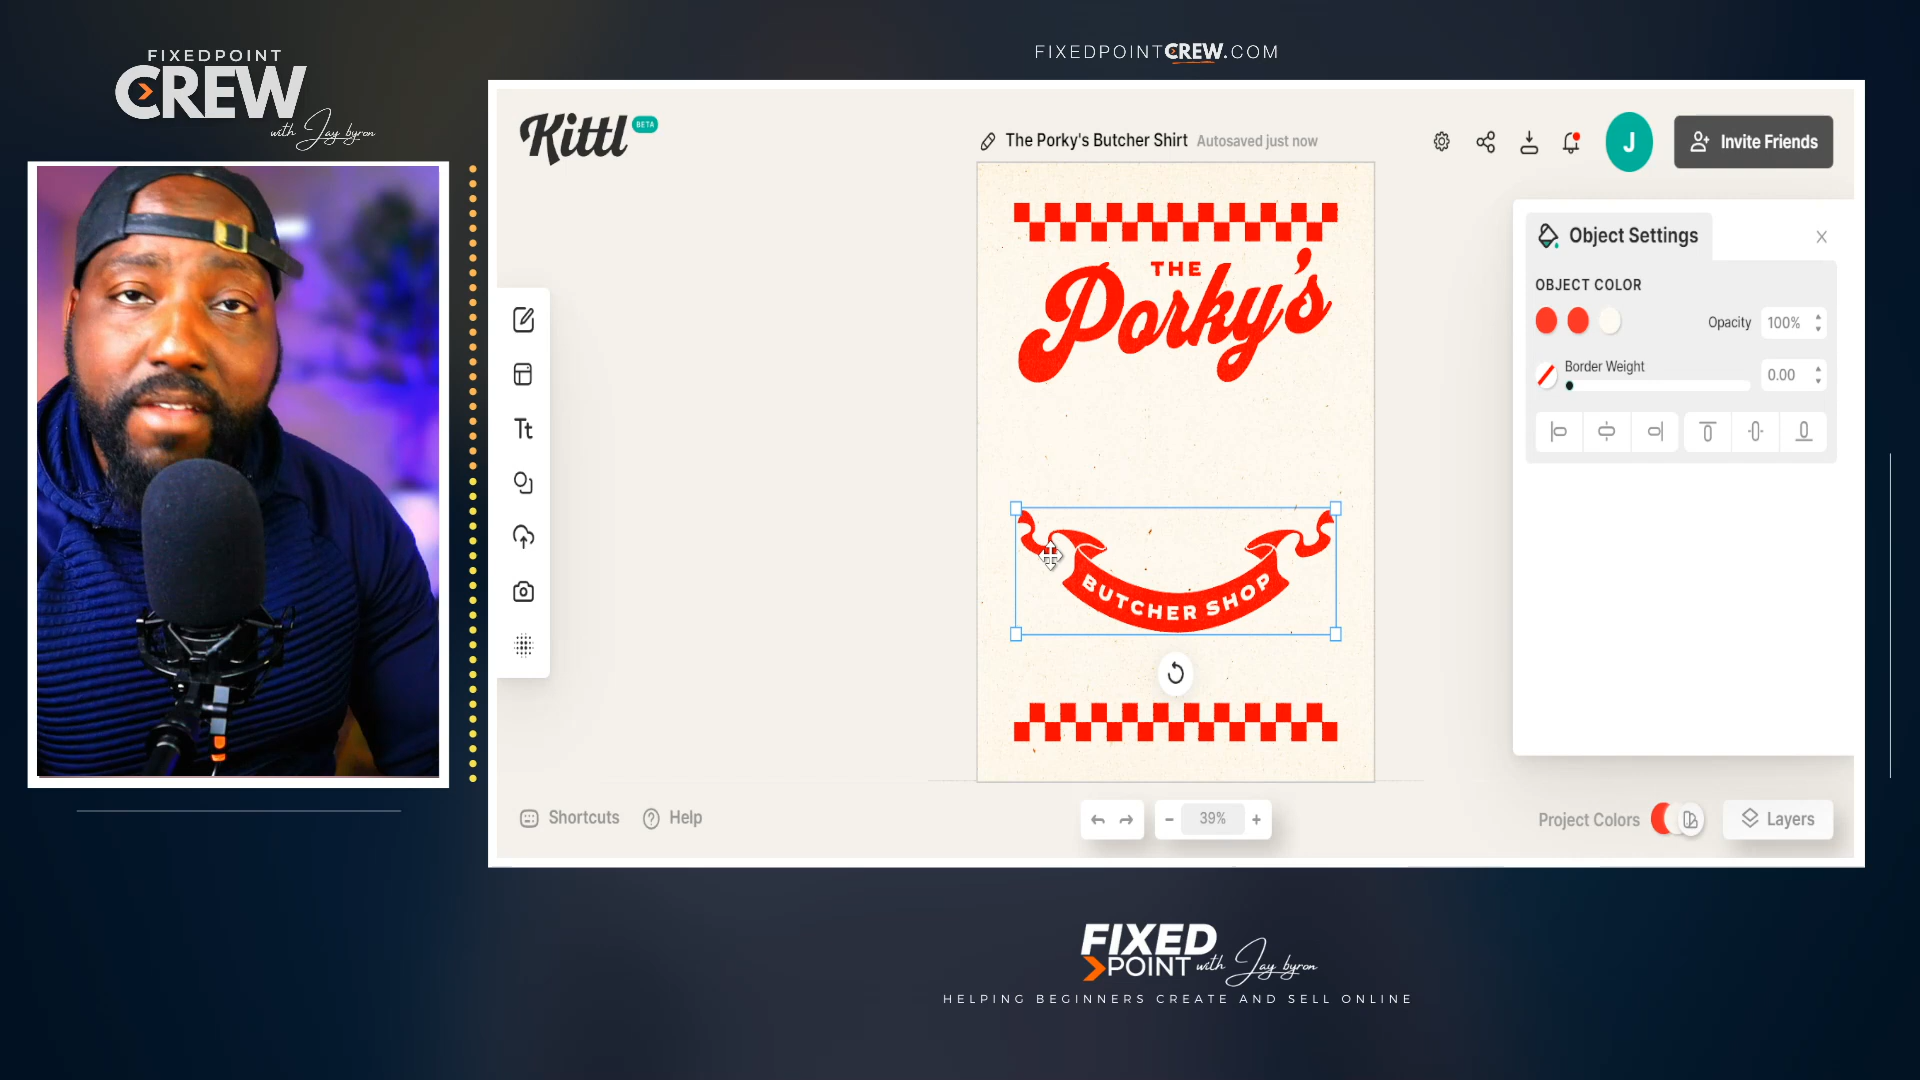 FIXEDPOINT
CREW
with Jay byron
FIXEDPOINTCREW.COM
Kittl BETA
The Porky's Butcher Shirt Autosaved just now
J
Invite Friends
Object Settings
OBJECT COLOR
Opacity 100%
Border Weight
0.00
Tt
THE
Porky's
BUTCHER SHOP
Shortcuts
Help
39%
Project Colors
Layers
FIXED
POINT with Jay byron
HELPING BEGINNERS CREATE AND SELL ONLINE